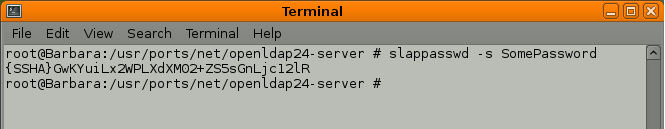 Terminal
File Edit View Search Terminal Help
root@Barbara:/usr/ports/net/openldap24-server # slappasswd -s SomePassword
{SSHA}GwKYuiLx2WPLXdXM02+ZS5sGnLjc12lR
root@Barbara:/usr/ports/net/openldap24-server #